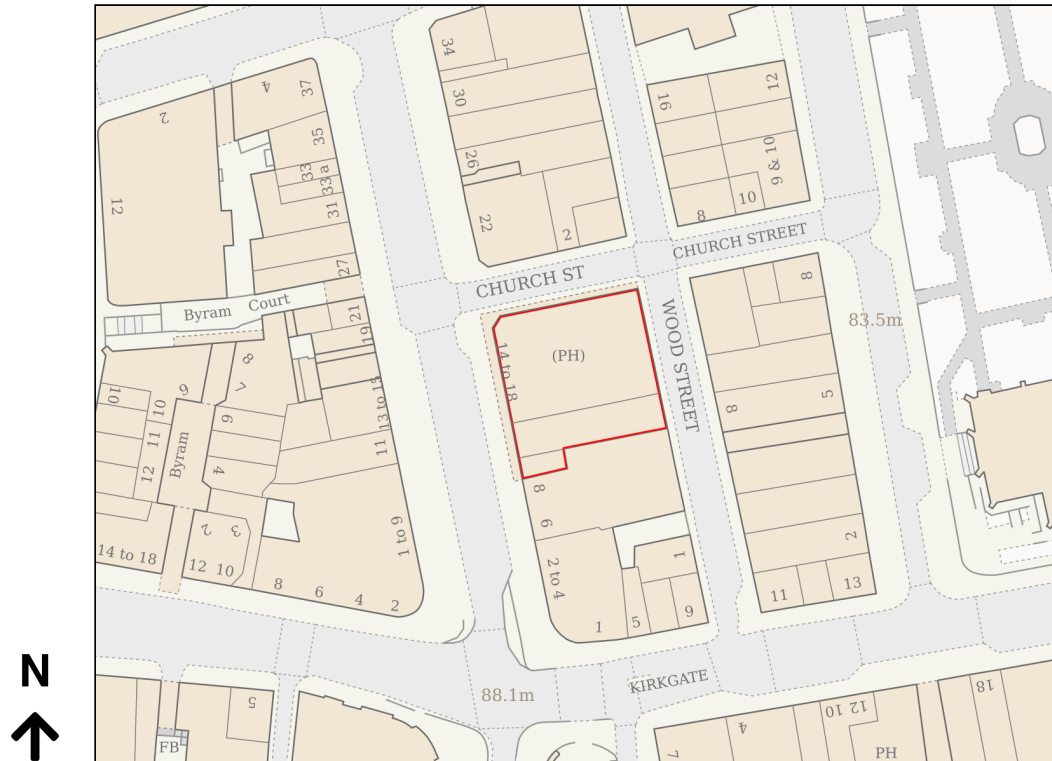 34
30
26
22
2
16
12
9 & 10
10
8
4
37
35
33
33a
31
27
2
12
CHURCH ST
CHURCH STREET
Byram Court
21
19
13 to 15
11
1 to 9
14 to 18
(PH)
WOOD STREET
8
8
5
2
11
13
83.5m
8
7
9
10
10
11
12
Byram
6
4
2
3
14 to 18
12
10
8
6
4
2
8
6
2 to 4
1
5
1
9
KIRKGATE
88.1m
N
5
FB
7
4
12 10
PH
18